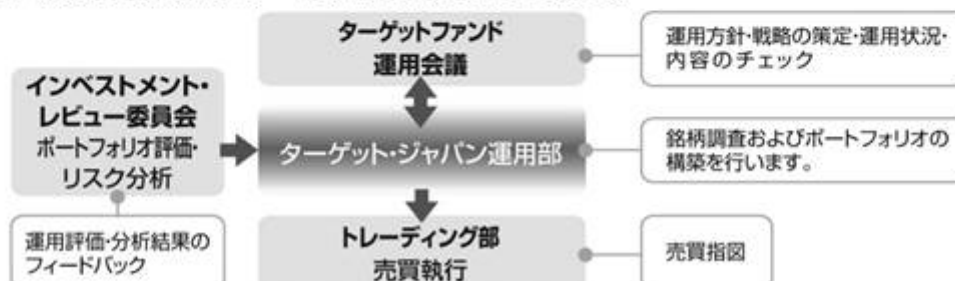 ターゲットファンド
運用会議
運用方針・戦略の策定・運用状況・
内容のチェック
インベストメント・
レビュー委員会
ポートフォリオ評価・
リスク分析
ターゲット・ジャパン運用部
銘柄調査およびポートフォリオの
構築を行います。
運用評価・分析結果の
フィードバック
トレーディング部
売買執行
売買指図